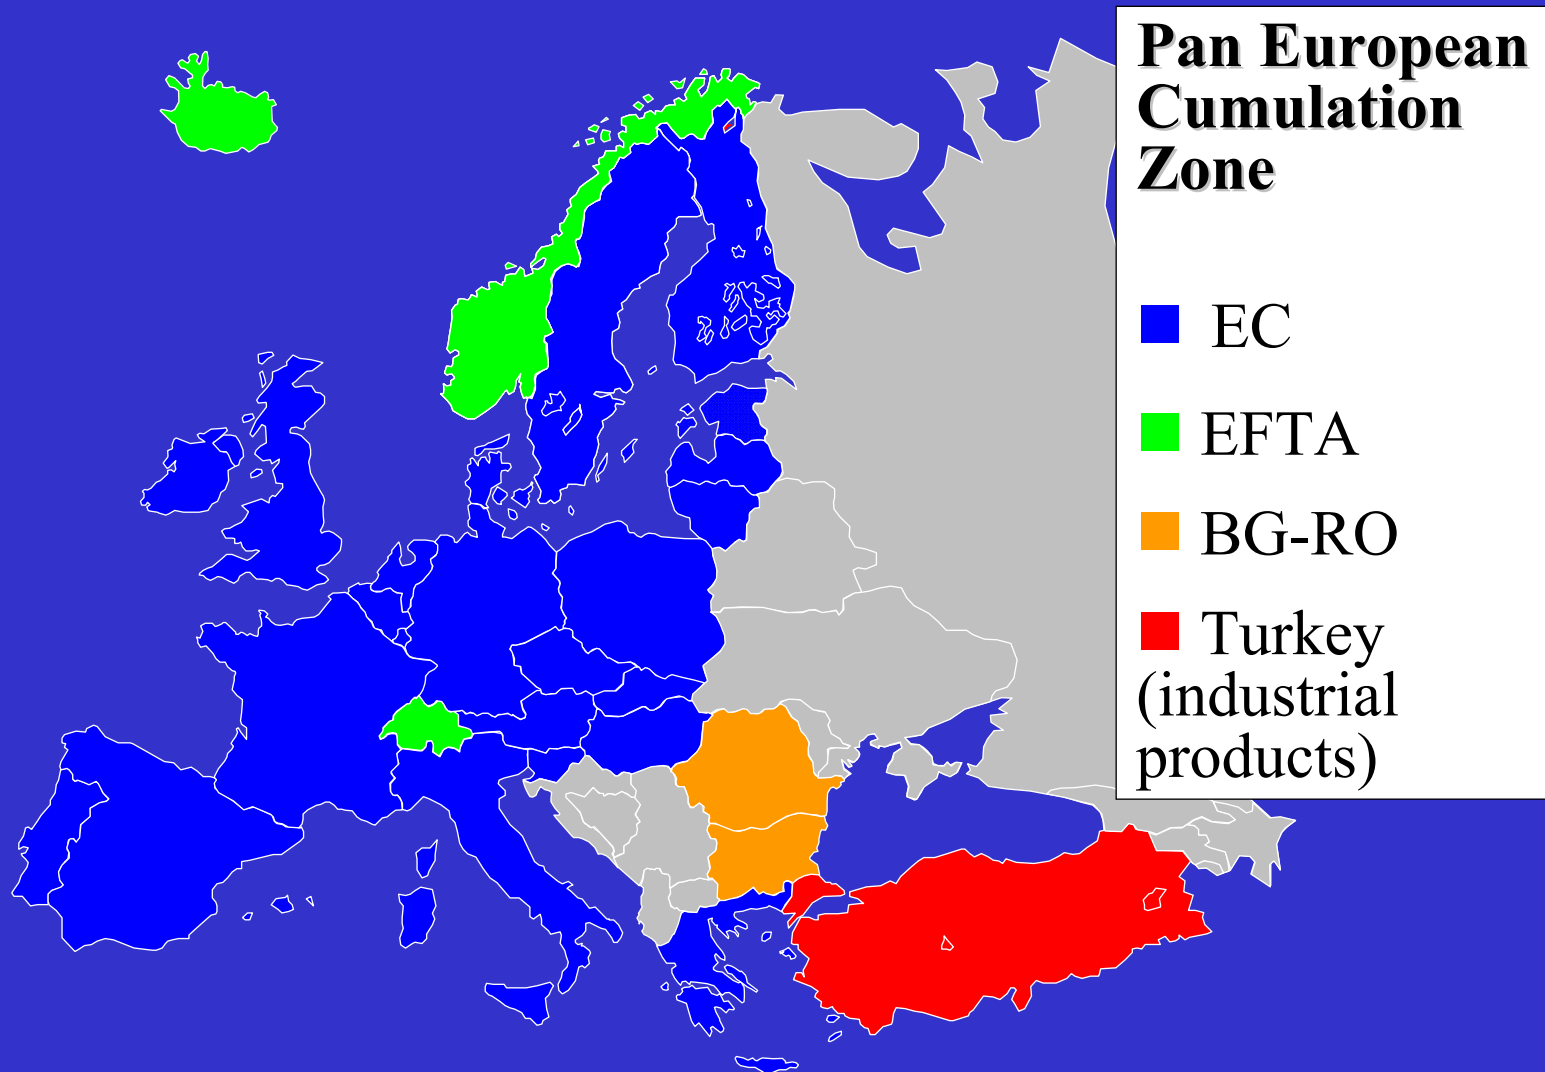 Pan European
Cumulation
Zone
EC
EFTA
BG-RO
Turkey
(industrial
products)